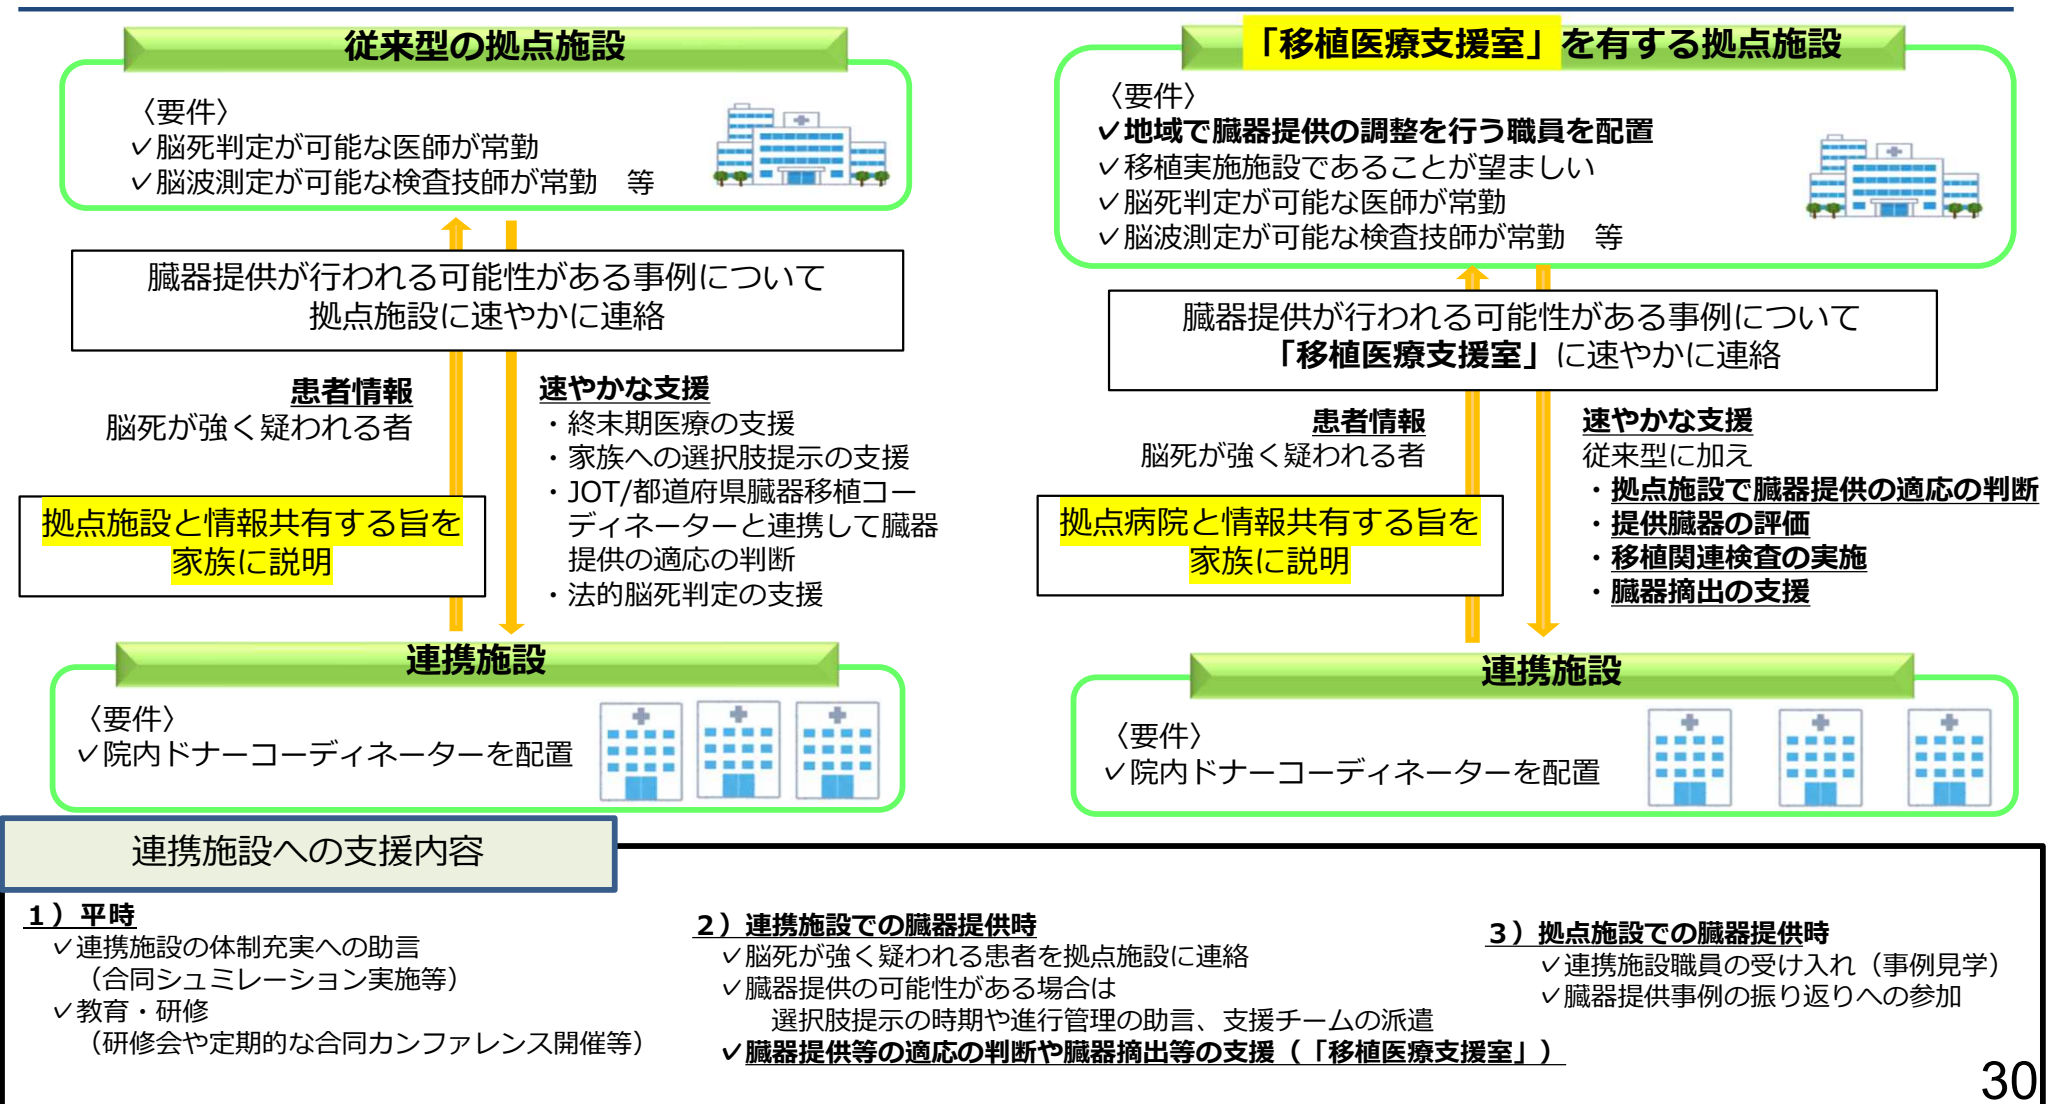 従来型の拠点施設
〈要件〉
✓脳死判定が可能な医師が常勤
✓脳波測定が可能な検査技師が常勤　等
臓器提供が行われる可能性がある事例について
拠点施設に速やかに連絡
患者情報
脳死が強く疑われる者
拠点施設と情報共有する旨を
家族に説明
速やかな支援
・終末期医療の支援
・家族への選択肢提示の支援
・JOT/都道府県臓器移植コー
ディネーターと連携して臓器
提供の適応の判断
・法的脳死判定の支援
連携施設
〈要件〉
✓院内ドナーコーディネーターを配置
「移植医療支援室」を有する拠点施設
〈要件〉
✓地域で臓器提供の調整を行う職員を配置
✓移植実施施設であることが望ましい
✓脳死判定が可能な医師が常勤
✓脳波測定が可能な検査技師が常勤　等
臓器提供が行われる可能性がある事例について
「移植医療支援室」に速やかに連絡
患者情報
脳死が強く疑われる者
拠点病院と情報共有する旨を
家族に説明
速やかな支援
従来型に加え
・拠点施設で臓器提供の適応の判断
・提供臓器の評価
・移植関連検査の実施
・臓器摘出の支援
連携施設
〈要件〉
✓院内ドナーコーディネーターを配置
連携施設への支援内容
１）平時
✓連携施設の体制充実への助言
（合同シュミレーション実施等）
✓教育・研修
（研修会や定期的な合同カンファレンス開催等）
２）連携施設での臓器提供時
✓脳死が強く疑われる患者を拠点施設に連絡
✓臓器提供の可能性がある場合は
選択肢提示の時期や進行管理の助言、支援チームの派遣
✓臓器提供等の適応の判断や臓器摘出等の支援（「移植医療支援室」）
３）拠点施設での臓器提供時
✓連携施設職員の受け入れ（事例見学）
✓臓器提供事例の振り返りへの参加
30